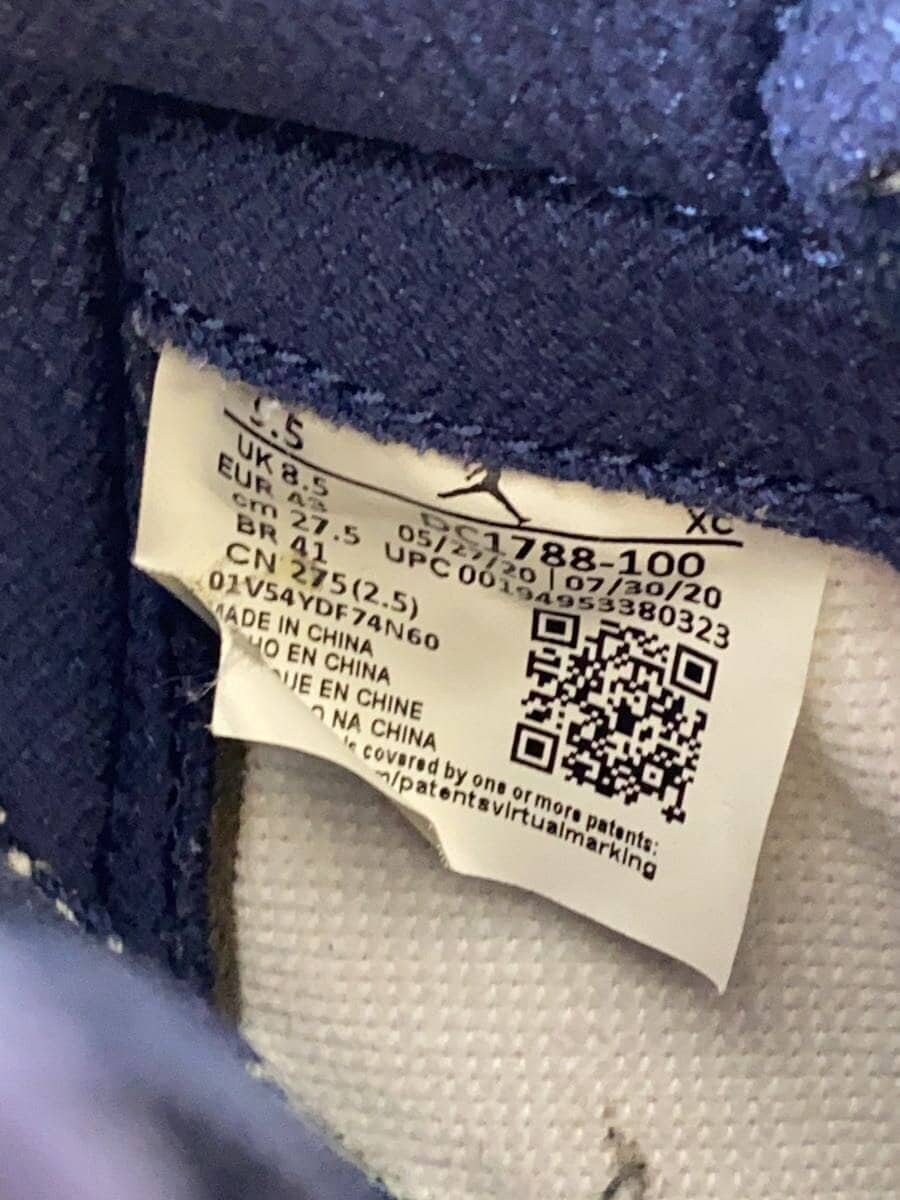 .5
UK 8.5
EUR 43
cm 27.5
BR 41
CN 275(2.5)
XC
DC1788-100
05/27/20 | 07/30/20
UPC 00194953380323
01V54YDF74N60
MADE IN CHINA
EN CHINA
EN CHINE
NA CHINA
covered by one or more patents:
/patentsvirtualmarking